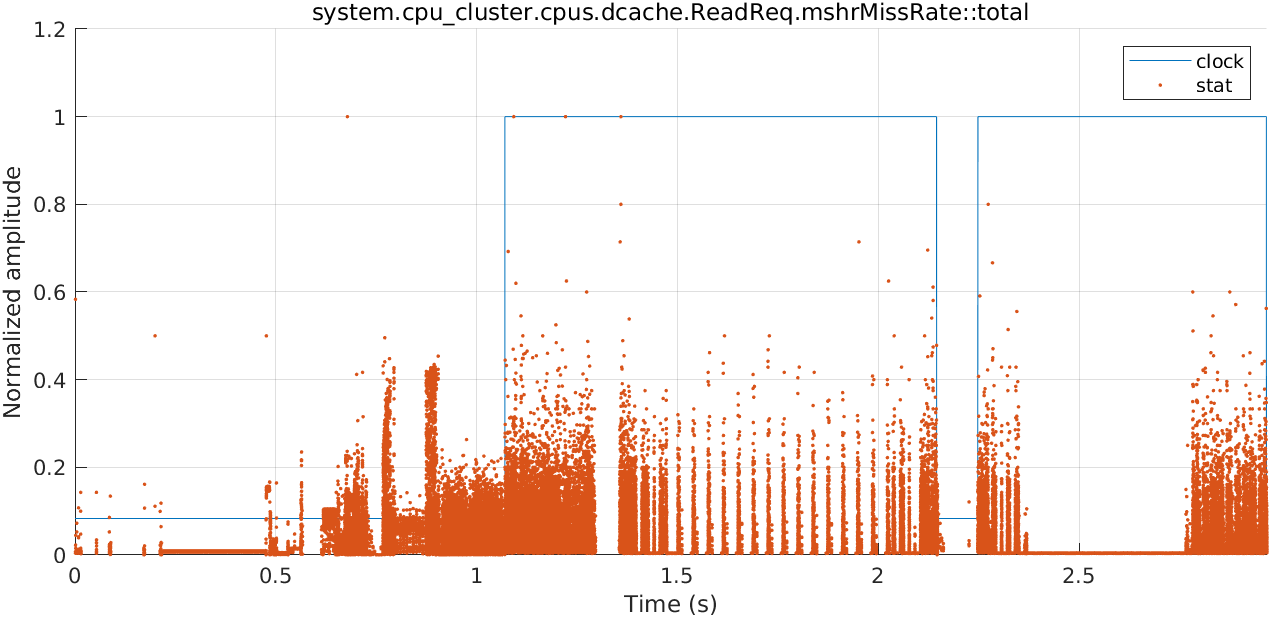 system.cpu_cluster.cpus.dcache.ReadReq.mshrMissRate::total
1.2
1
0.8
0.6
0.4
0.2
0
Normalized amplitude
clock
stat
0 0.5 1 1.5 2 2.5
Time (s)